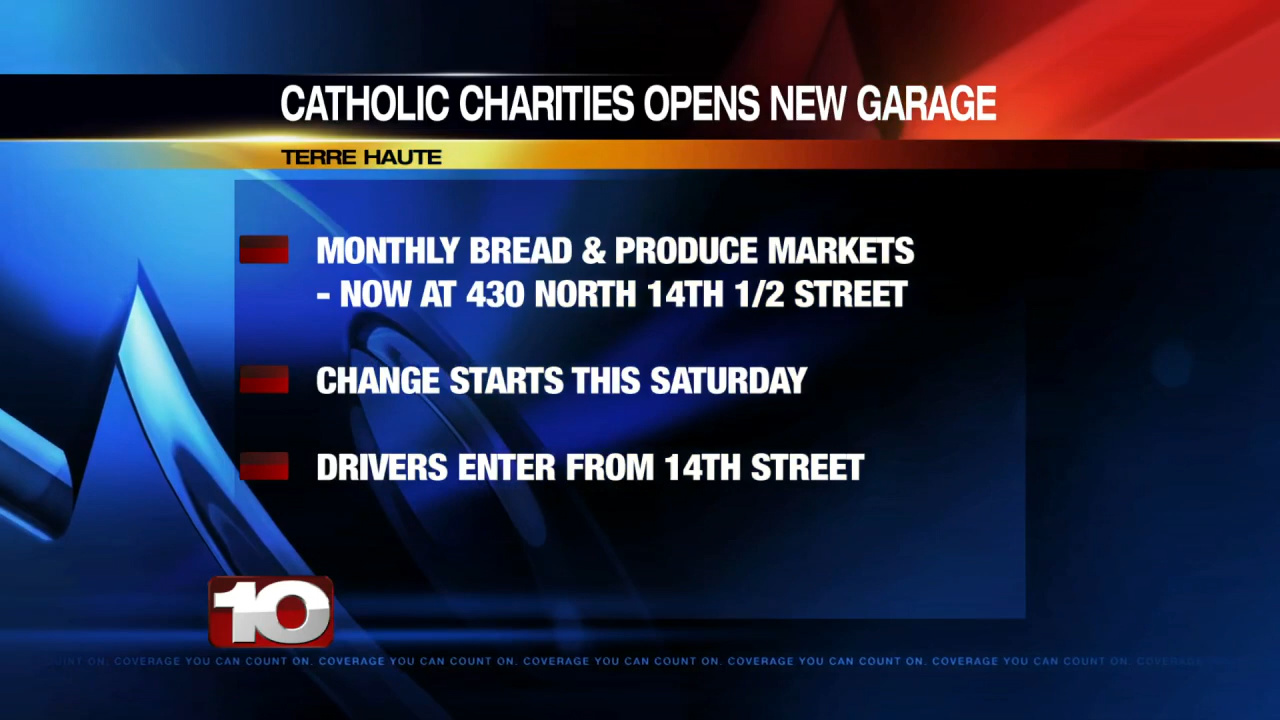 CATHOLIC CHARITIES OPENS NEW GARAGE
TERRE HAUTE
MONTHLY BREAD & PRODUCE MARKETS
- NOW AT 430 NORTH 14TH 1/2 STREET
CHANGE STARTS THIS SATURDAY
DRIVERS ENTER FROM 14TH STREET
10
COUNT ON. COVERAGE YOU CAN COUNT ON. COVERAGE YOU CAN COUNT ON. COVERAGE YOU CAN COUNT ON. COVERAGE YOU CAN COUNT ON. COVERAGE YOU CAN COUNT ON. COVERAGE